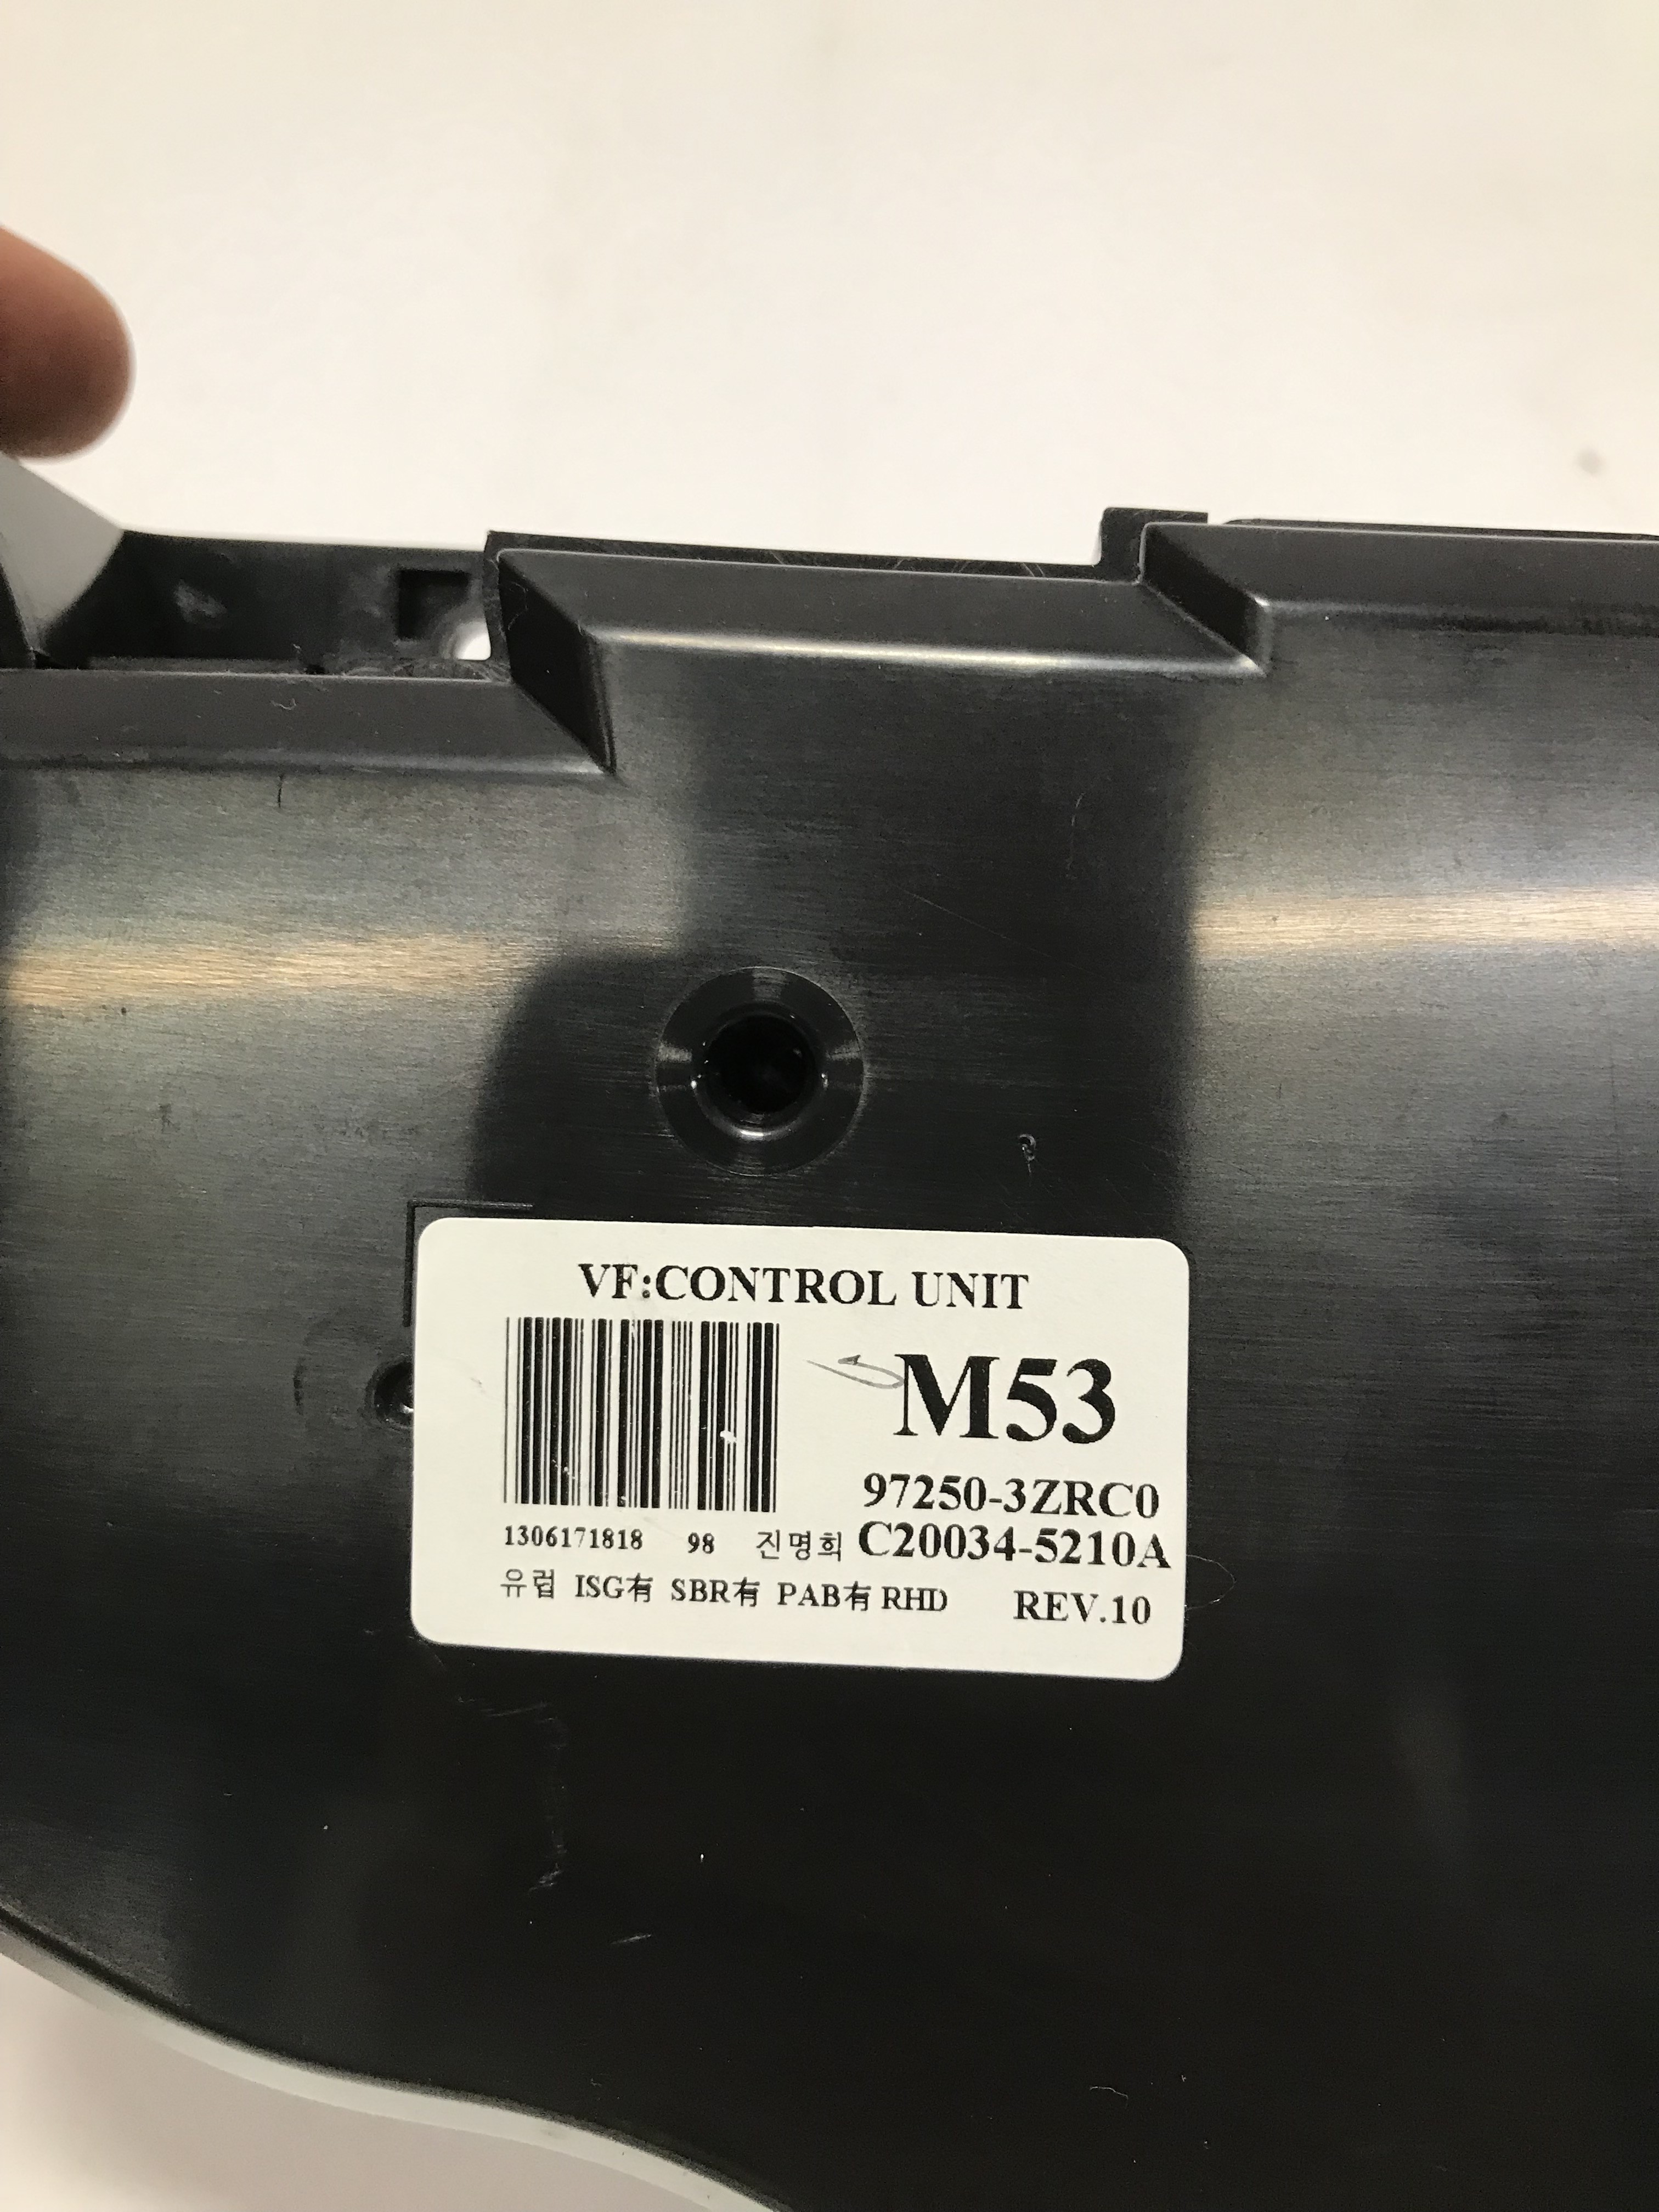 VF:CONTROL UNIT
M53
97250-3ZRC0
1306171818 98 진명희 C20034-5210A
유럽 ISG有 SBR有 PAB有 RHD REV.10